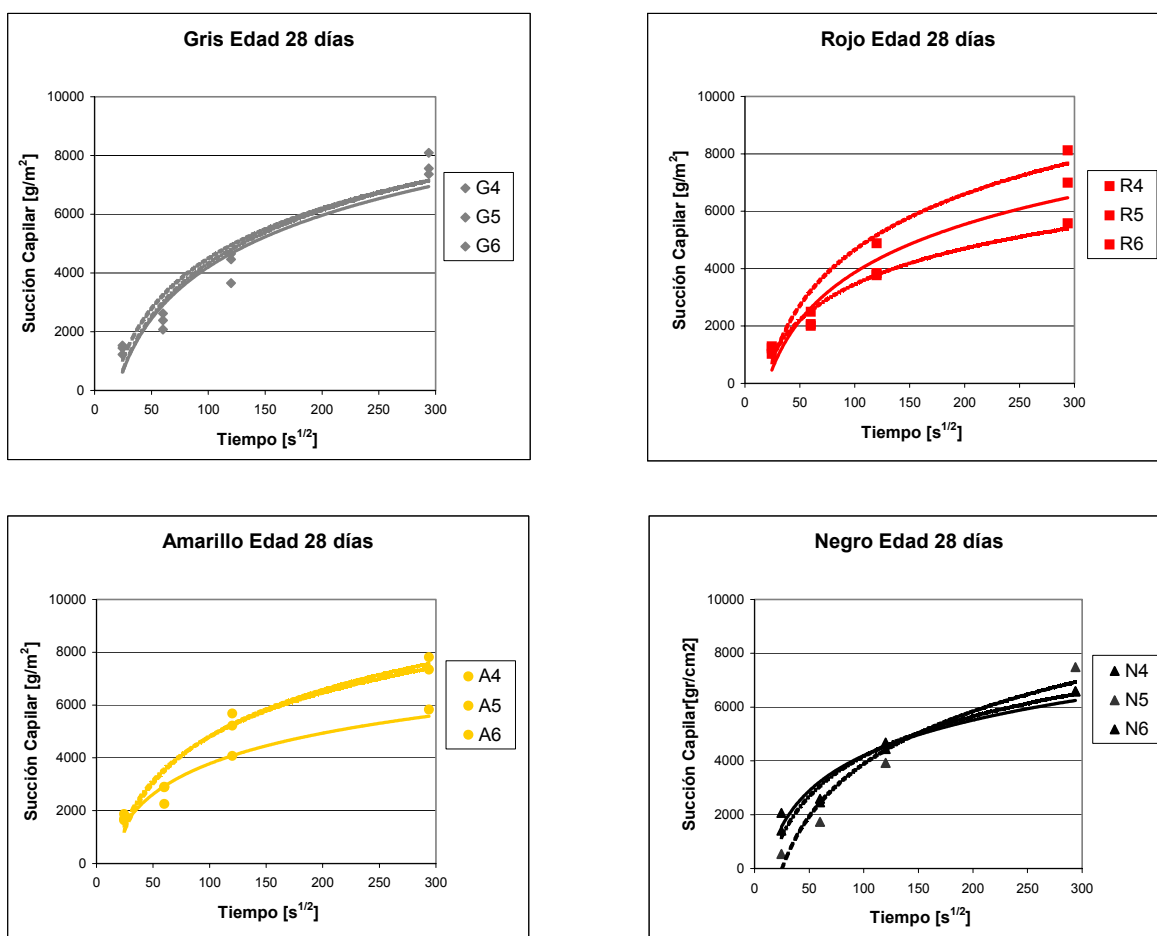 Gris Edad 28 días
10000
8000
6000
4000
2000
0
0 50 100 150 200 250 300
Succión Capilar [g/m²]
Tiempo [s^1/2]
G4
G5
G6
Rojo Edad 28 días
10000
8000
6000
4000
2000
0
0 50 100 150 200 250 300
Succión Capilar [g/m²]
Tiempo [s^1/2]
R4
R5
R6
Amarillo Edad 28 días
10000
8000
6000
4000
2000
0
0 50 100 150 200 250 300
Succión Capilar [g/m²]
Tiempo [s^1/2]
A4
A5
A6
Negro Edad 28 días
10000
8000
6000
4000
2000
0
0 50 100 150 200 250 300
Succión Capilar[gr/cm2]
Tiempo [s^1/2]
N4
N5
N6